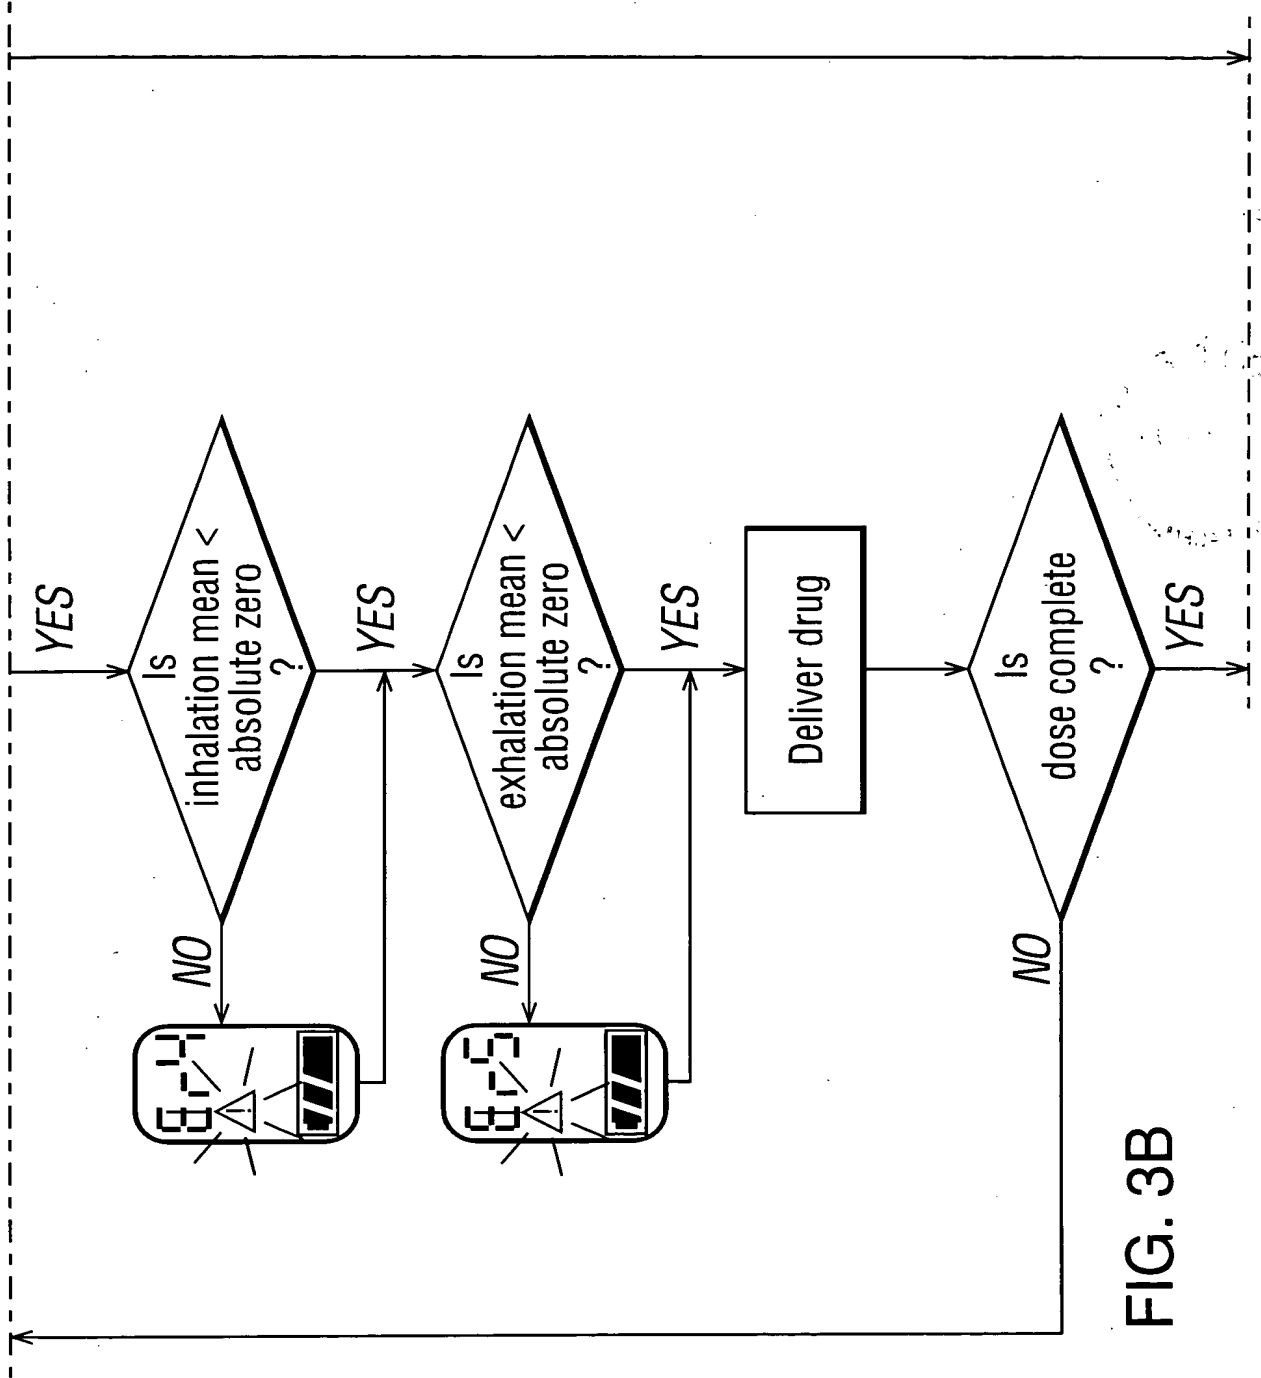 YES
Is
inhalation mean <
absolute zero
?
NO
YES
Is
exhalation mean <
absolute zero
?
NO
YES
Deliver drug
Is
dose complete
?
NO
YES
FIG. 3B